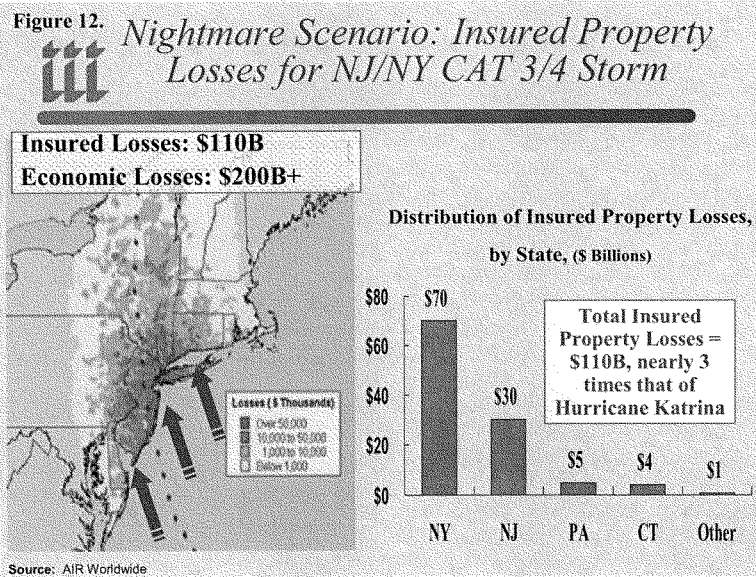 Figure 12.
iii
Nightmare Scenario: Insured Property
Losses for NJ/NY CAT 3/4 Storm
Insured Losses: $110B
Economic Losses: $200B+
Losses ($ Thousands)
Over 50,000
10,000 to 50,000
1,000 to 10,000
Below 1,000
Distribution of Insured Property Losses,
by State, ($ Billions)
$80
$60
$40
$20
$0
$70
$30
$5
$4
$1
Total Insured
Property Losses =
$110B, nearly 3
times that of
Hurricane Katrina
NY NJ PA CT Other
Source: AIR Worldwide